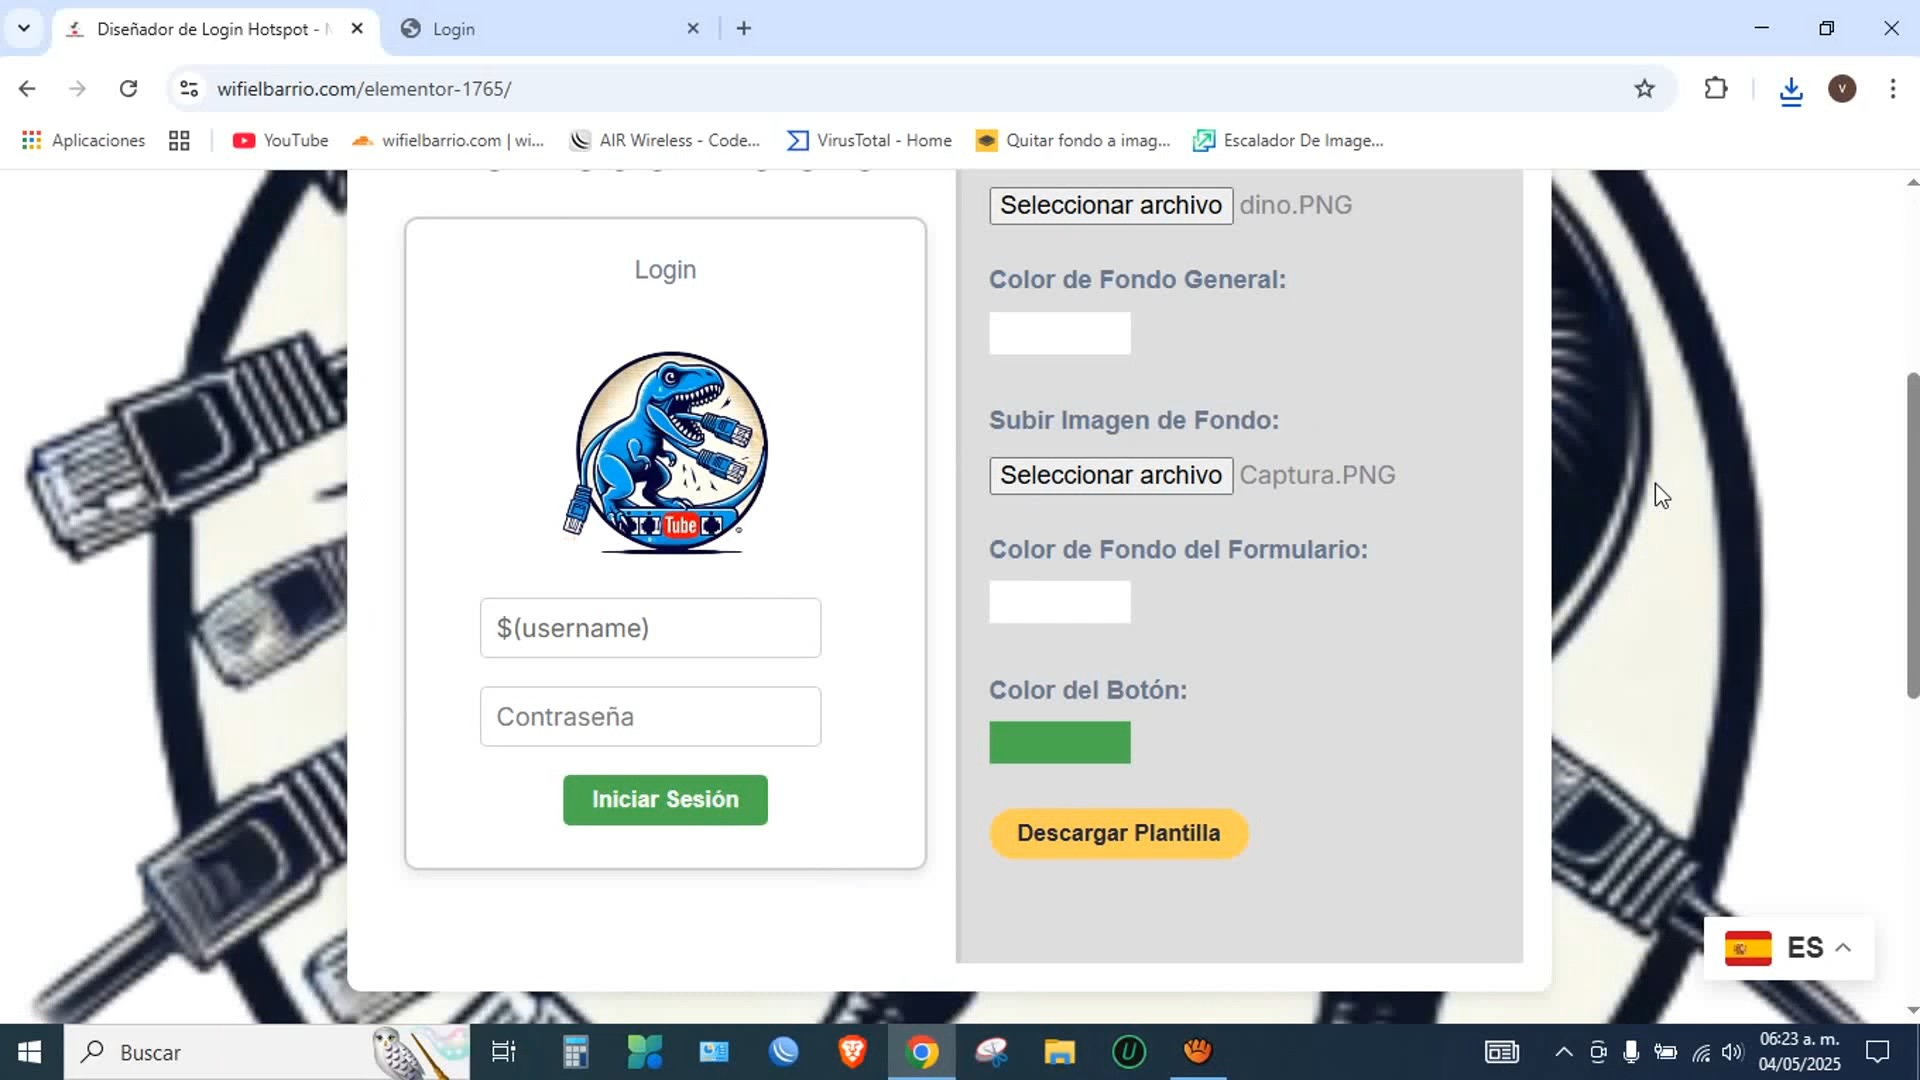 Diseñador de Login Hotspot -
Login
wifielbarrio.com/elementor-1765/
V
Aplicaciones
YouTube
wifielbarrio.com | wi...
AIR Wireless - Code...
VirusTotal - Home
Quitar fondo a imag...
Escalador De Image...
Login
Tube
$(username)
Contraseña
Iniciar Sesión
Seleccionar archivo dino.PNG
Color de Fondo General:
Subir Imagen de Fondo:
Seleccionar archivo Captura.PNG
Color de Fondo del Formulario:
Color del Botón:
Descargar Plantilla
ES
Buscar
06:23 a. m.
04/05/2025